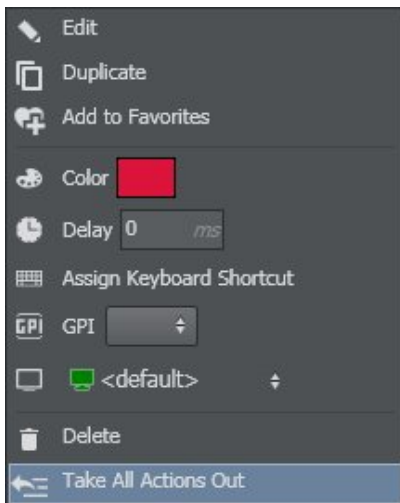 Edit
Duplicate
Add to Favorites
Color
Delay 0 ms
Assign Keyboard Shortcut
GPI GPI
<default>
Delete
Take All Actions Out